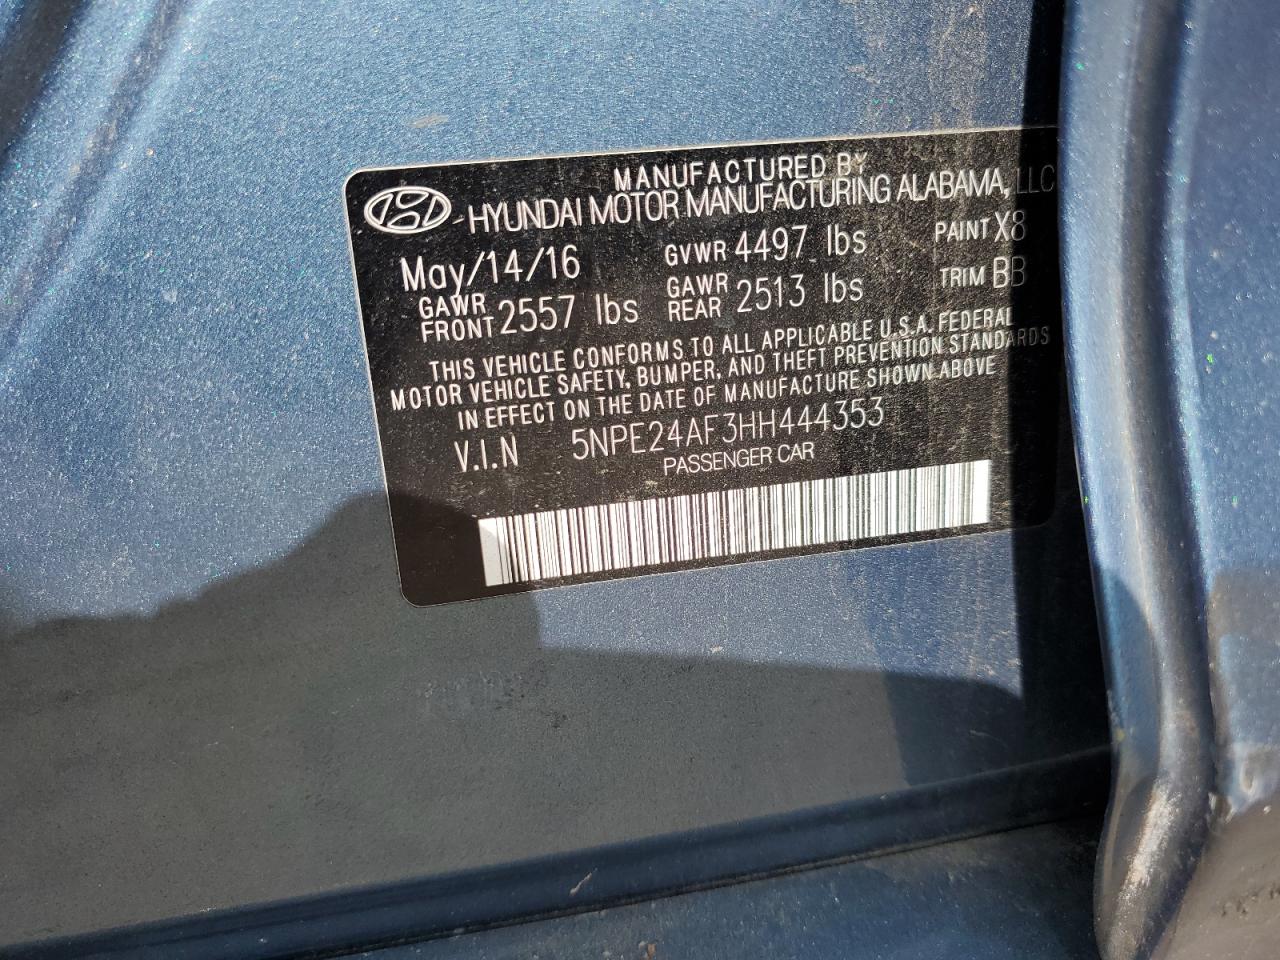 MANUFACTURED BY
HYUNDAI MOTOR MANUFACTURING ALABAMA, LLC
May/14/16 GVWR 4497 lbs PAINT X8
GAWR FRONT 2557 lbs GAWR REAR 2513 lbs TRIM BB
THIS VEHICLE CONFORMS TO ALL APPLICABLE U.S.A. FEDERAL
MOTOR VEHICLE SAFETY, BUMPER, AND THEFT PREVENTION STANDARDS
IN EFFECT ON THE DATE OF MANUFACTURE SHOWN ABOVE
V.I.N 5NPE24AF3HH444353
PASSENGER CAR